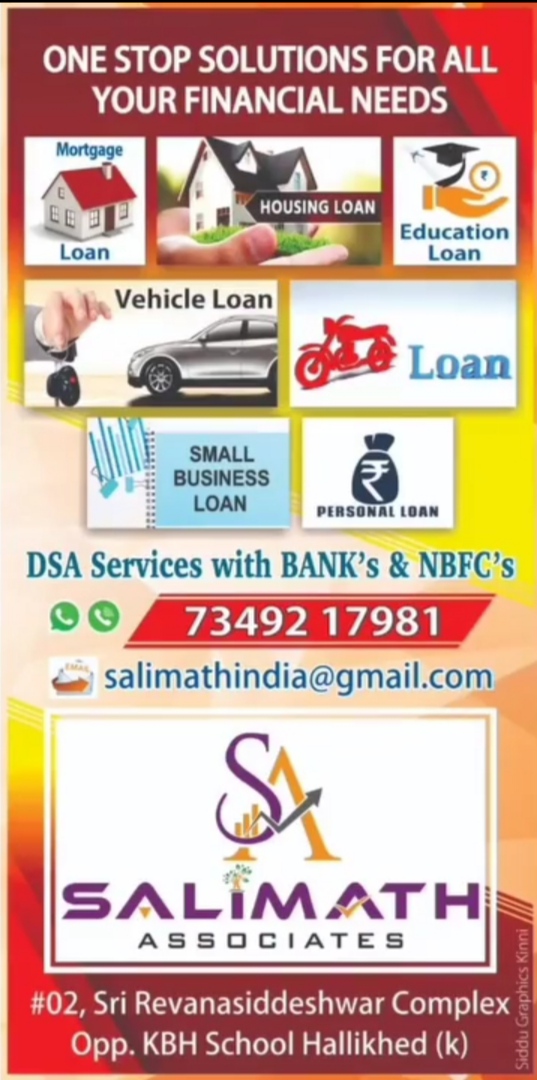 ONE STOP SOLUTIONS FOR ALL
YOUR FINANCIAL NEEDS
Mortgage
Loan
HOUSING LOAN
Education
Loan
Vehicle Loan
Loan
SMALL
BUSINESS
LOAN
₹
PERSONAL LOAN
DSA Services with BANK's & NBFC's
73492 17981
EMAIL
salimathindia@gmail.com
SA
SALIMATH
ASSOCIATES
#02, Sri Revanasiddeshwar Complex
Opp. KBH School Hallikhed (k)
Siddu Graphics Kinni